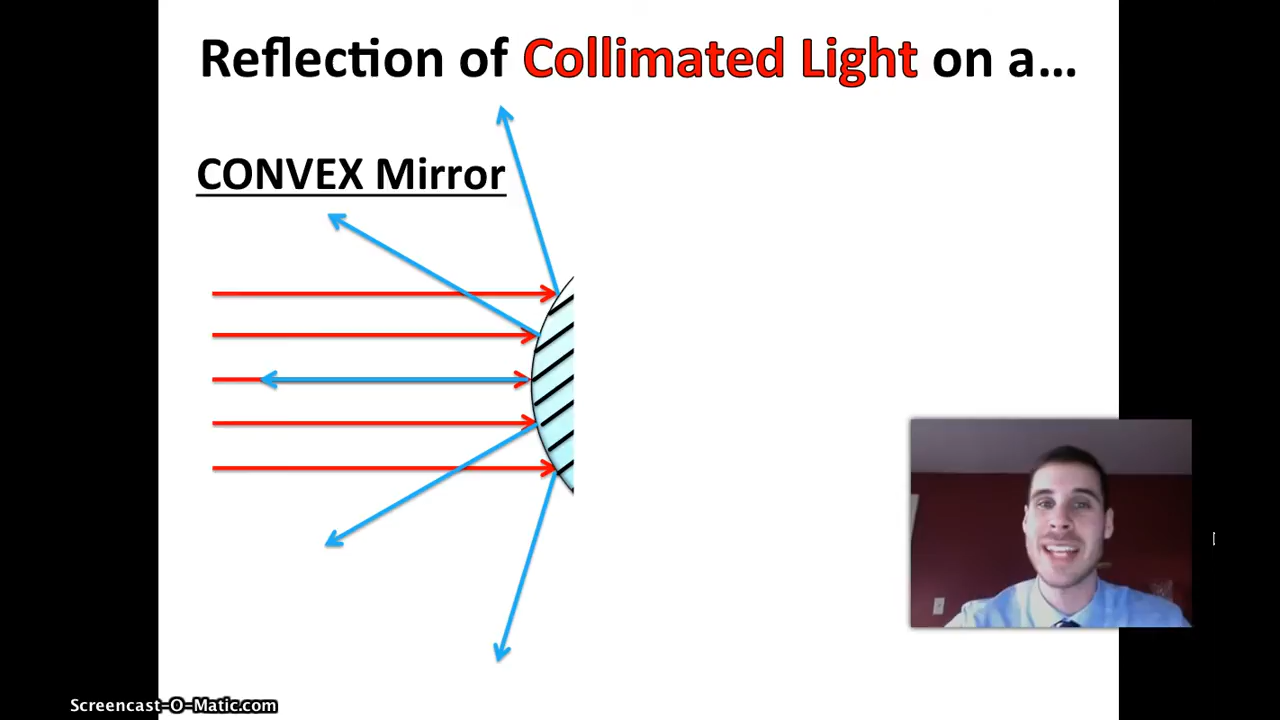 Reflection of Collimated Light on a...
CONVEX Mirror
Screencast-O-Matic.com